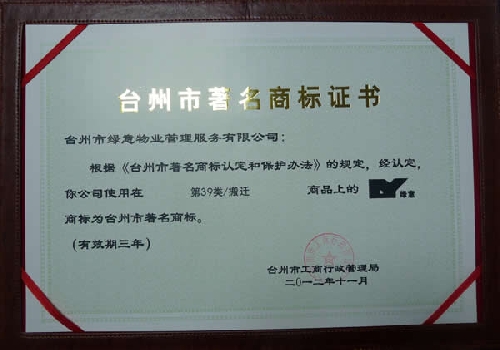 台州市著名商标证书
台州市绿意物业管理服务有限公司：
根据《台州市著名商标认定和保护办法》的规定，经认定，
你公司使用在 第39类/搬迁 商品上的 绿意
商标为台州市著名商标。
（有效期三年）
台州市工商行政管理局
二〇一二年十一月